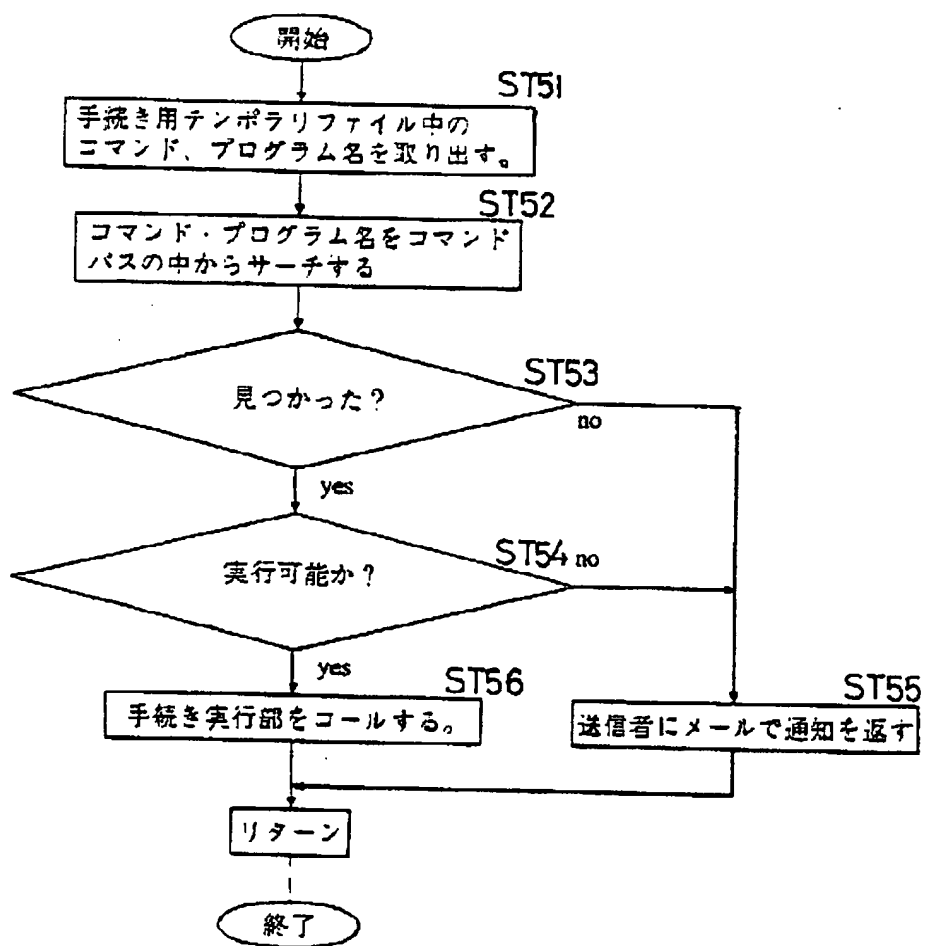 開始
ST51
手続き用テンポラリファイル中の
コマンド、プログラム名を取り出す。
ST52
コマンド・プログラム名をコマンド
パスの中からサーチする
ST53
見つかった?
no
yes
ST54 no
実行可能か?
yes
ST56
手続き実行部をコールする。
ST55
送信者にメールで通知を返す
リターン
終了